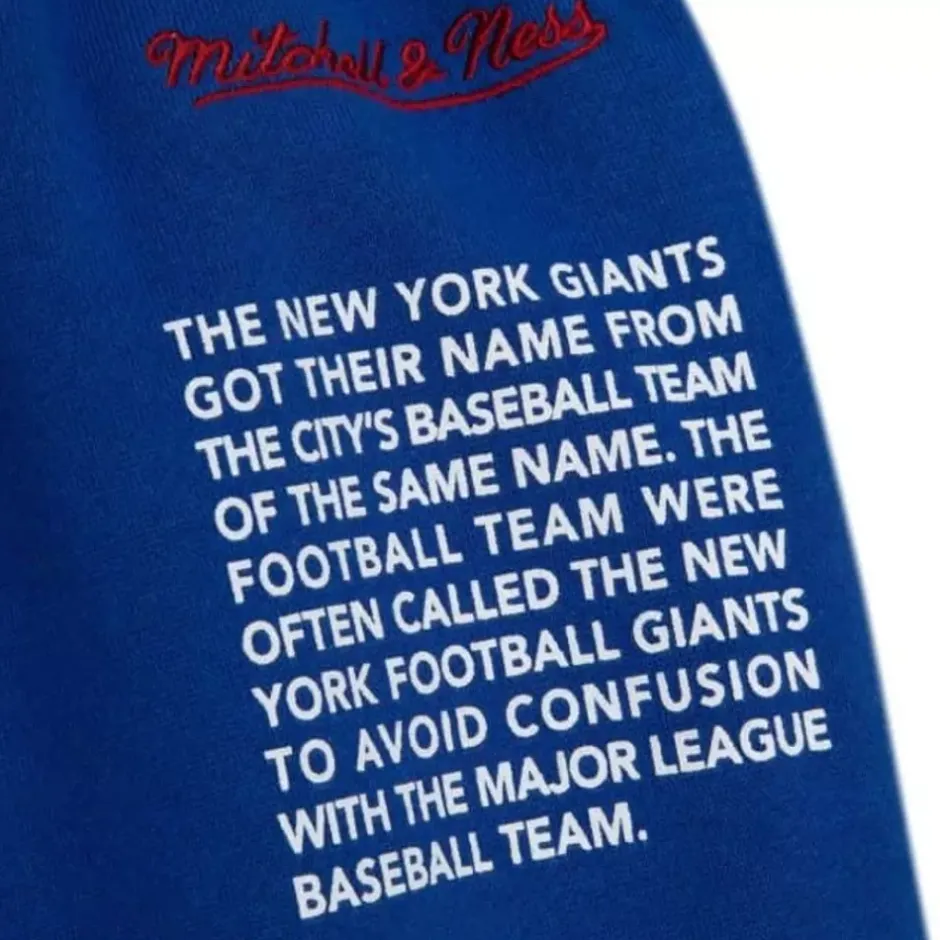 Mitchell & Ness
THE NEW YORK GIANTS
GOT THEIR NAME FROM
THE CITY'S BASEBALL TEAM
OF THE SAME NAME. THE
FOOTBALL TEAM WERE
OFTEN CALLED THE NEW
YORK FOOTBALL GIANTS
TO AVOID CONFUSION
WITH THE MAJOR LEAGUE
BASEBALL TEAM.